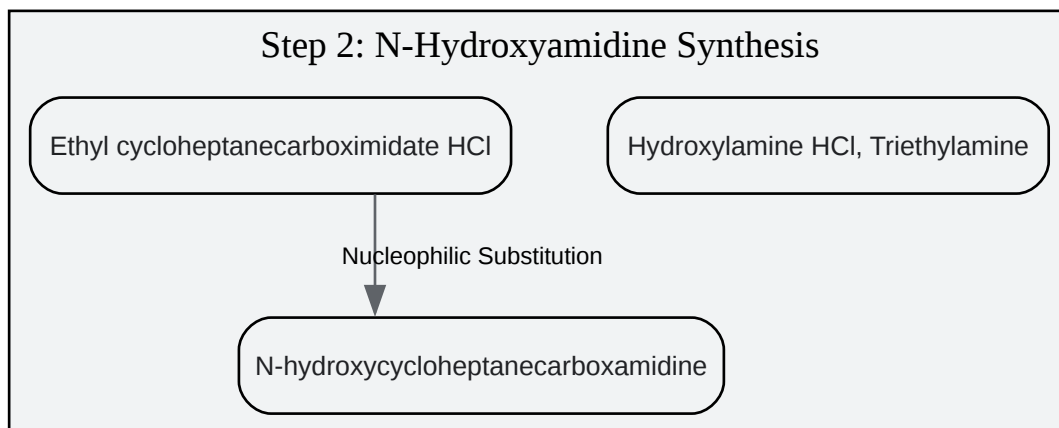 Step 2: N-Hydroxyamidine Synthesis
Ethyl cycloheptanecarboximidate HCl
Hydroxylamine HCl, Triethylamine
Nucleophilic Substitution
N-hydroxycycloheptanecarboxamidine